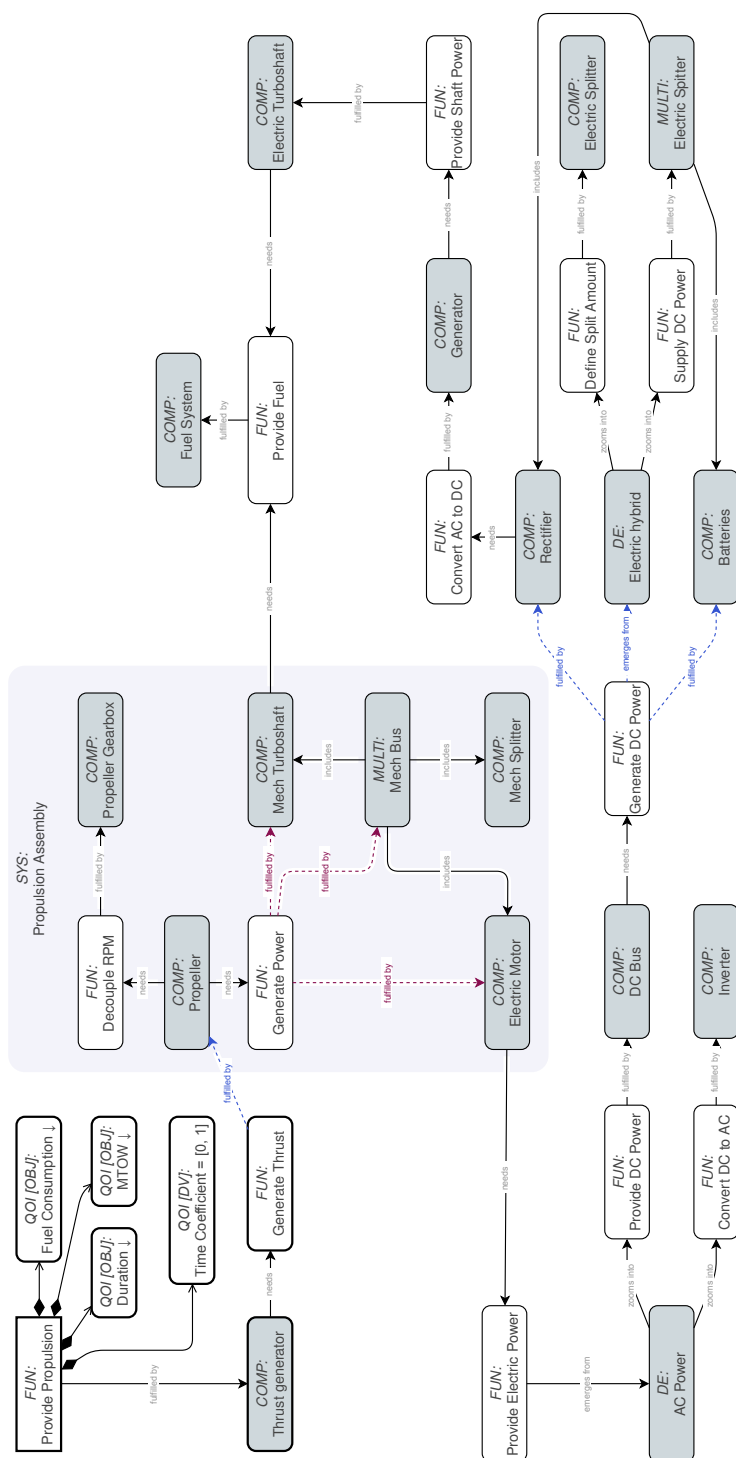 FUN:
Provide Propulsion
QOI [OBJ]:
Fuel Consumption ↓
QOI [OBJ]:
MTOW ↓
QOI [OBJ]:
Duration ↓
QOI [DV]:
Time Coefficient = [0, 1]
fulfilled by
COMP:
Thrust generator
needs
FUN:
Generate Thrust
fulfilled by
SYS:
Propulsion Assembly
FUN:
Decouple RPM
fulfilled by
COMP:
Propeller Gearbox
needs
COMP:
Propeller
needs
FUN:
Generate Power
fulfilled by
COMP:
Mech Turboshaft
fulfilled by
includes
MULTI:
Mech Bus
fulfilled by
includes
includes
COMP:
Electric Motor
COMP:
Mech Splitter
needs
COMP:
Fuel System
fulfilled by
FUN:
Provide Fuel
needs
COMP:
Electric Turboshaft
fulfilled by
FUN:
Provide Shaft Power
needs
COMP:
Generator
fulfilled by
FUN:
Convert AC to DC
needs
COMP:
Rectifier
includes
needs
FUN:
Provide Electric Power
emerges from
DE:
AC Power
zooms into
zooms into
FUN:
Provide DC Power
fulfilled by
COMP:
DC Bus
needs
FUN:
Convert DC to AC
fulfilled by
COMP:
Inverter
FUN:
Generate DC Power
fulfilled by
emerges from
fulfilled by
DE:
Electric hybrid
zooms into
zooms into
FUN:
Define Split Amount
fulfilled by
COMP:
Electric Splitter
FUN:
Supply DC Power
fulfilled by
MULTI:
Electric Spitter
COMP:
Batteries
includes